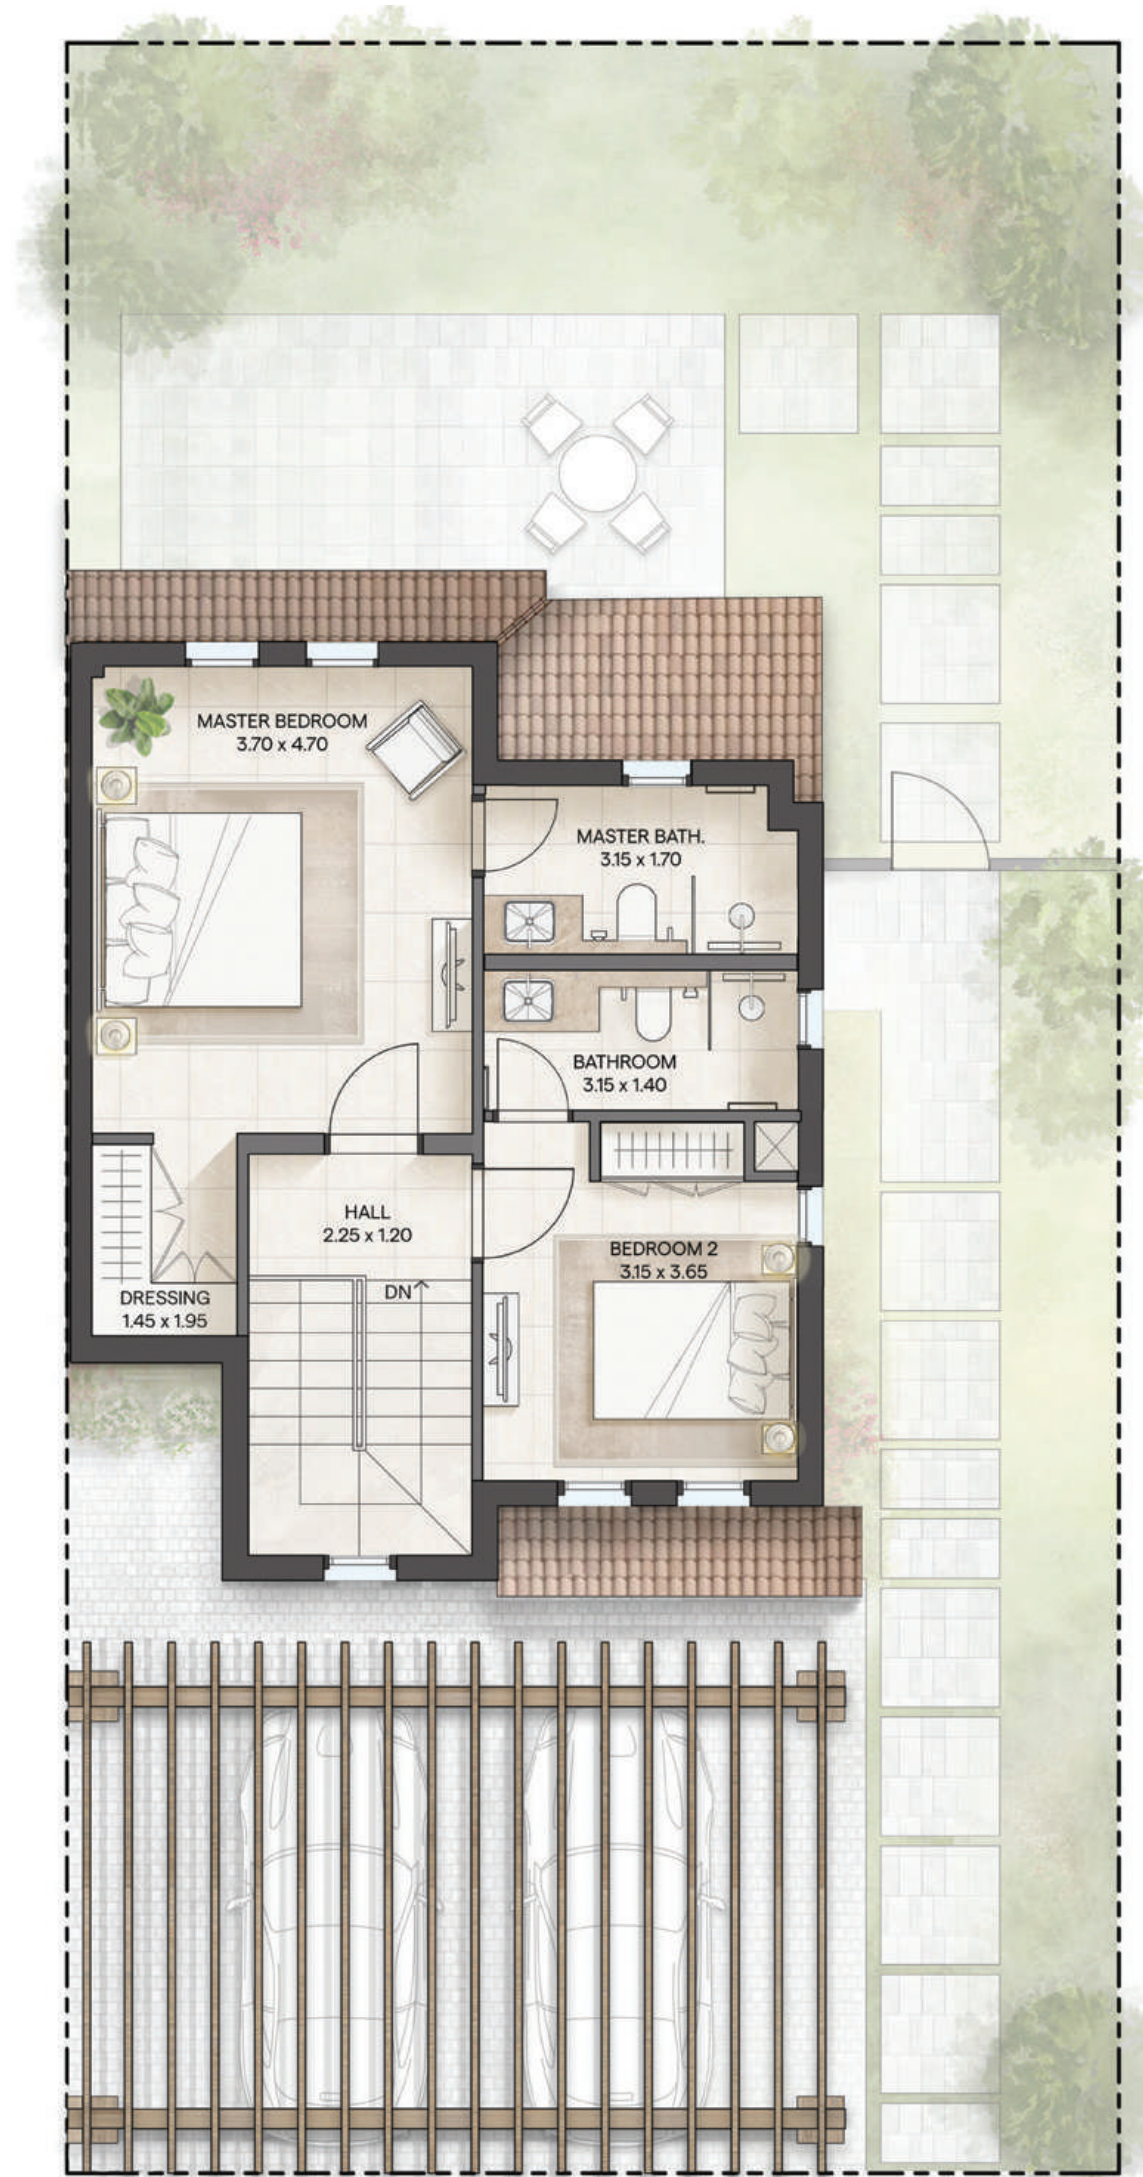 MASTER BEDROOM
3.70 x 4.70
MASTER BATH.
3.15 x 1.70
BATHROOM
3.15 x 1.40
HALL
2.25 x 1.20
BEDROOM 2
3.15 x 3.65
DN
DRESSING
1.45 x 1.95